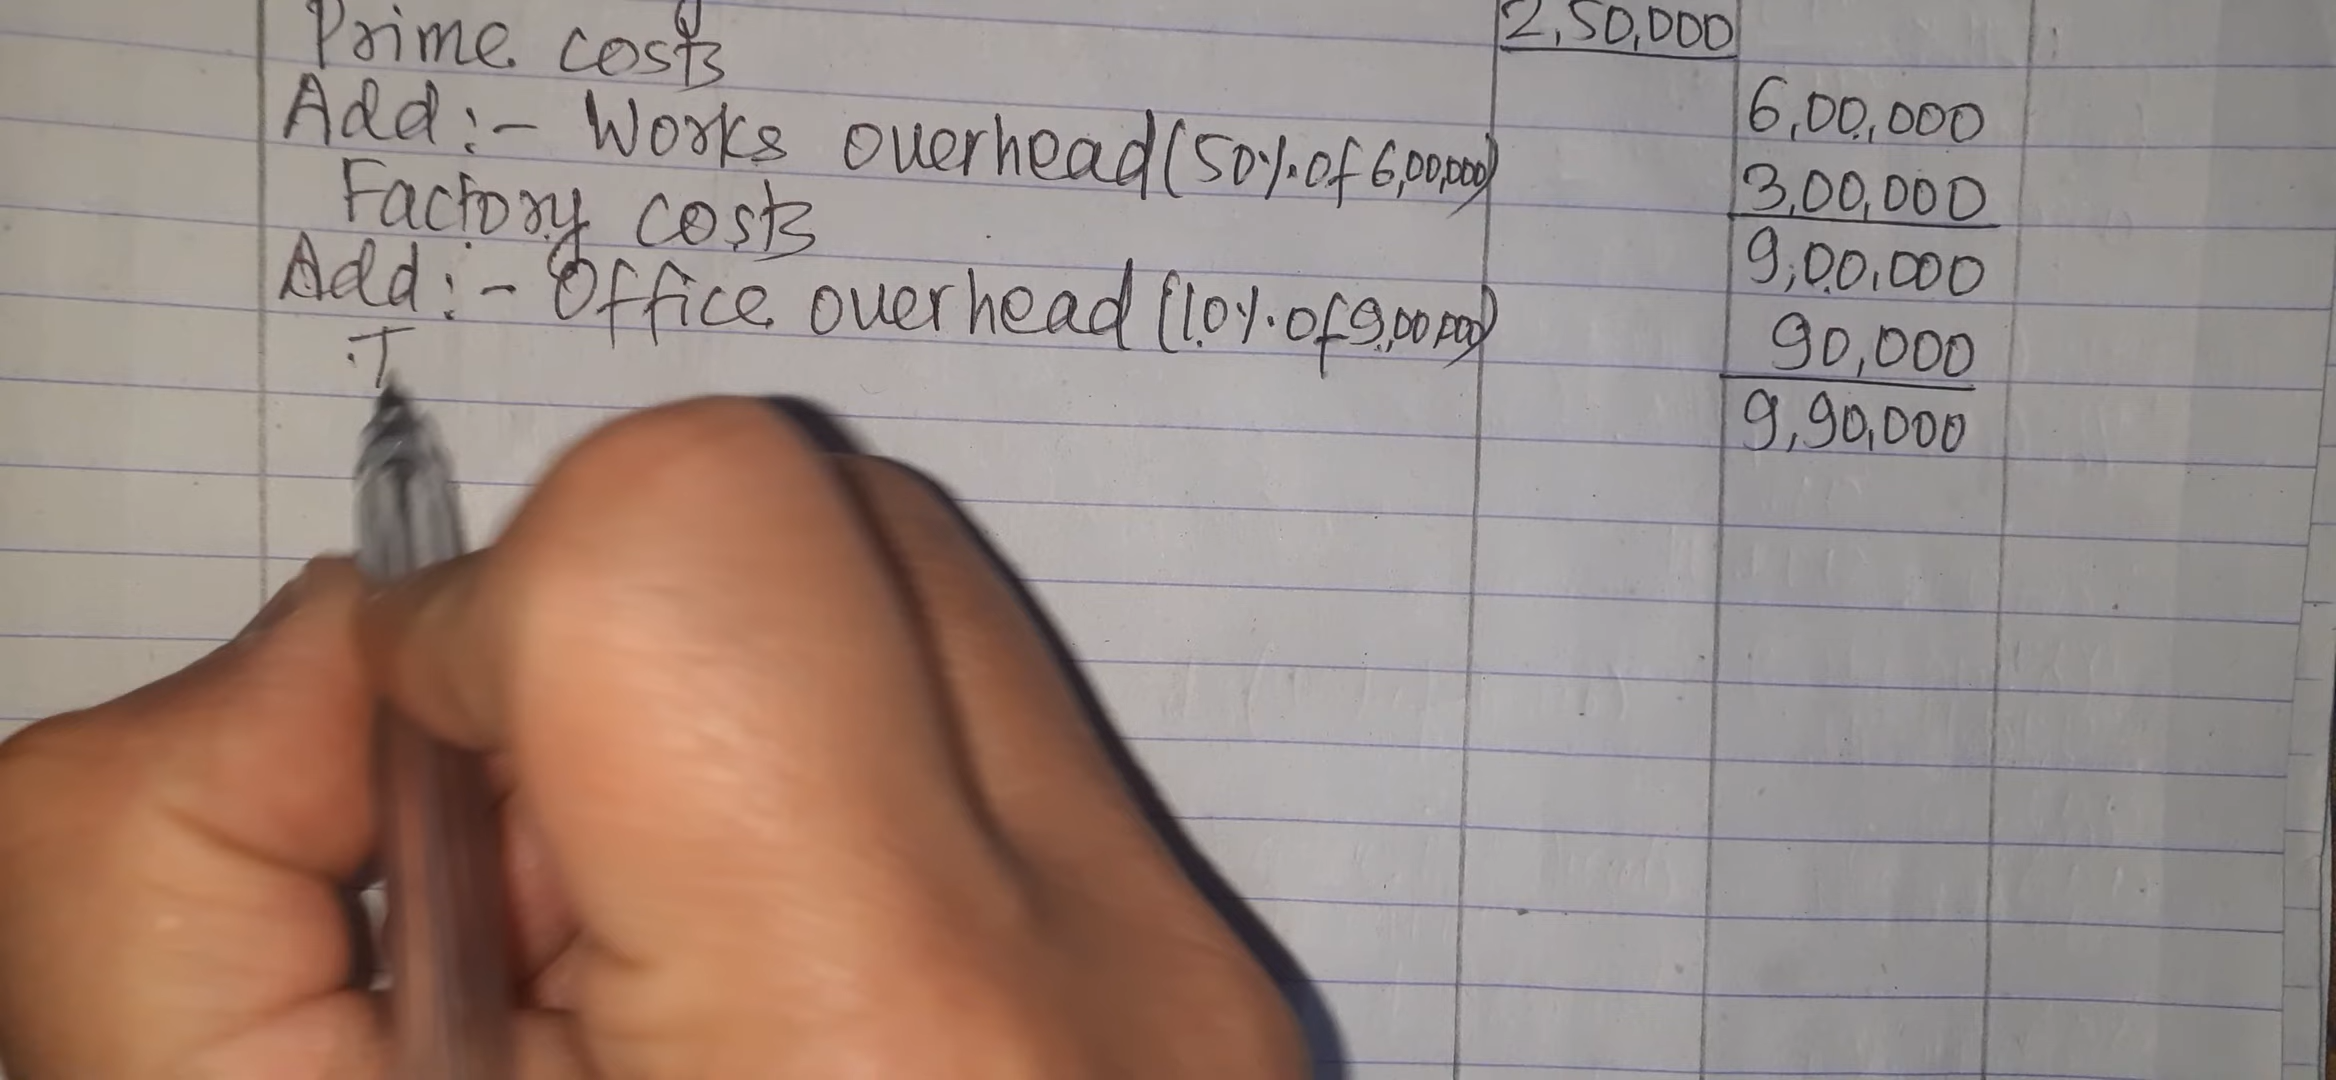 2,50,000
Prime costs 6,00,000
Add:- Works overhead (50% of 6,00,000) 3,00,000
Factory costs 9,00,000
Add:- Office overhead (10% of 9,00,000) 90,000
T 9,90,000